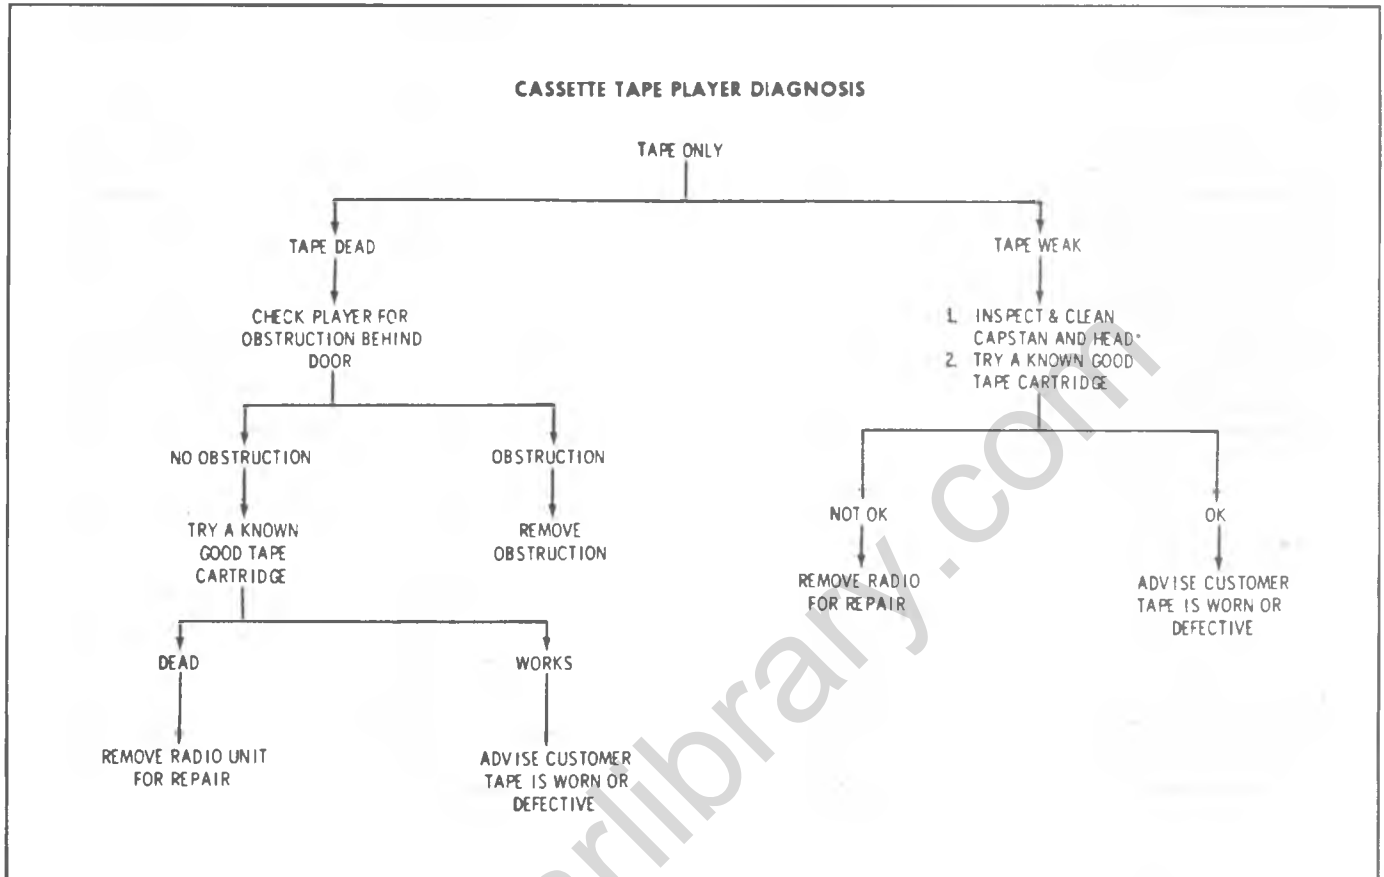 CASSETTE TAPE PLAYER DIAGNOSIS
TAPE ONLY
TAPE DEAD
TAPE WEAK
CHECK PLAYER FOR
OBSTRUCTION BEHIND
DOOR
1. INSPECT & CLEAN
CAPSTAN AND HEAD*
2. TRY A KNOWN GOOD
TAPE CARTRIDGE
NO OBSTRUCTION
OBSTRUCTION
TRY A KNOWN
GOOD TAPE
CARTRIDGE
REMOVE
OBSTRUCTION
NOT OK
OK
REMOVE RADIO
FOR REPAIR
ADVISE CUSTOMER
TAPE IS WORN OR
DEFECTIVE
DEAD
WORKS
REMOVE RADIO UNIT
FOR REPAIR
ADVISE CUSTOMER
TAPE IS WORN OR
DEFECTIVE
rlibrary.com